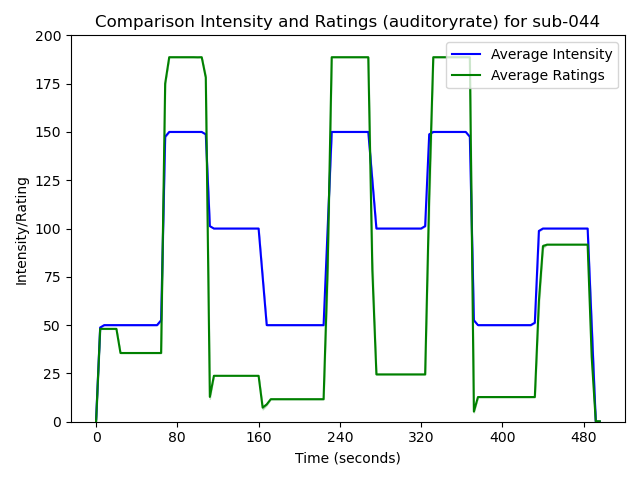 Comparison Intensity and Ratings (auditoryrate) for sub-044
Average Intensity
Average Ratings
Intensity/Rating
200
175
150
125
100
75
50
25
0
0 80 160 240 320 400 480
Time (seconds)